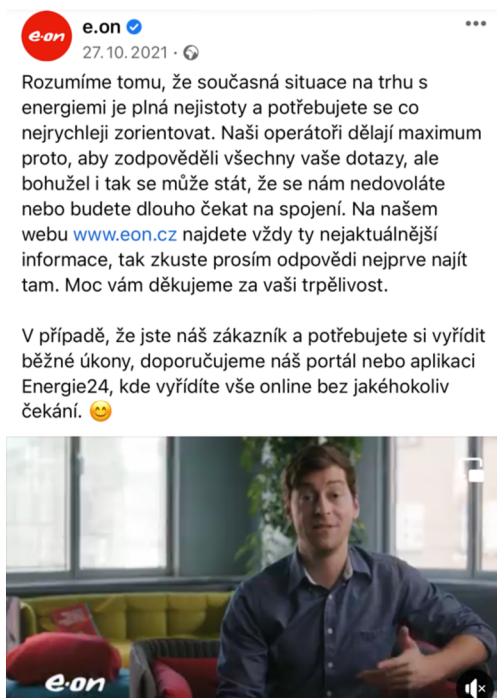 e·on
e.on
27. 10. 2021 ·
Rozumíme tomu, že současná situace na trhu s
energiemi je plná nejistoty a potřebujete se co
nejrychleji zorientovat. Naši operátoři dělají maximum
proto, aby zodpověděli všechny vaše dotazy, ale
bohužel i tak se může stát, že se nám nedovoláte
nebo budete dlouho čekat na spojení. Na našem
webu www.eon.cz najdete vždy ty nejaktuálnější
informace, tak zkuste prosím odpovědi nejprve najít
tam. Moc vám děkujeme za vaši trpělivost.
V případě, že jste náš zákazník a potřebujete si vyřídit
běžné úkony, doporučujeme náš portál nebo aplikaci
Energie24, kde vyřídíte vše online bez jakéhokoliv
čekání. 😊
e·on